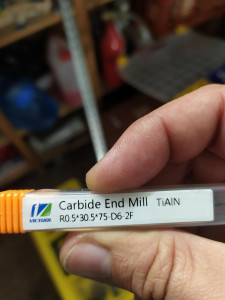 Carbide End Mill TiAlN
R0.5*30.5*75-D6-2F